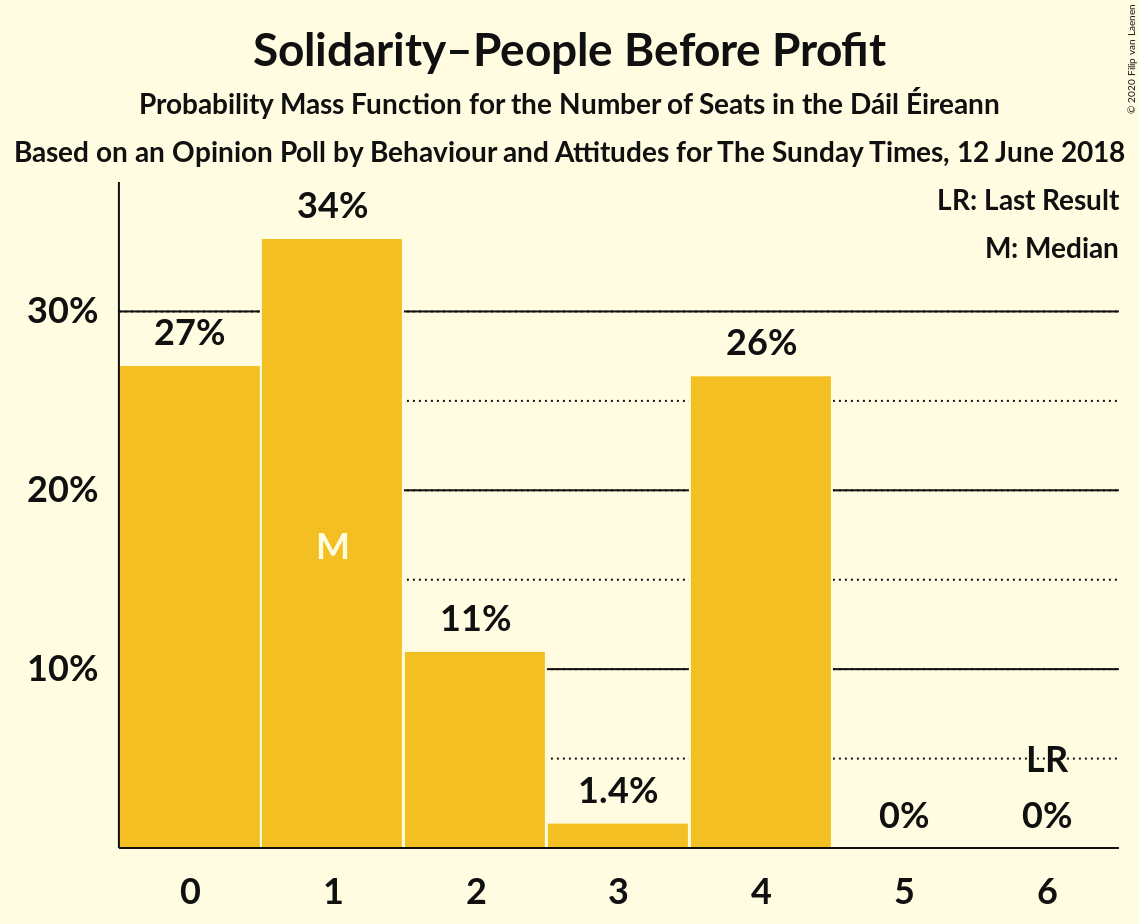 Solidarity–People Before Profit
Probability Mass Function for the Number of Seats in the Dáil Éireann
Based on an Opinion Poll by Behaviour and Attitudes for The Sunday Times, 12 June 2018
© 2020 Filip van Laenen
LR: Last Result
M: Median
34%
30%
27%
26%
20%
M
11%
10%
LR
1.4%
0%
0%
0 1 2 3 4 5 6